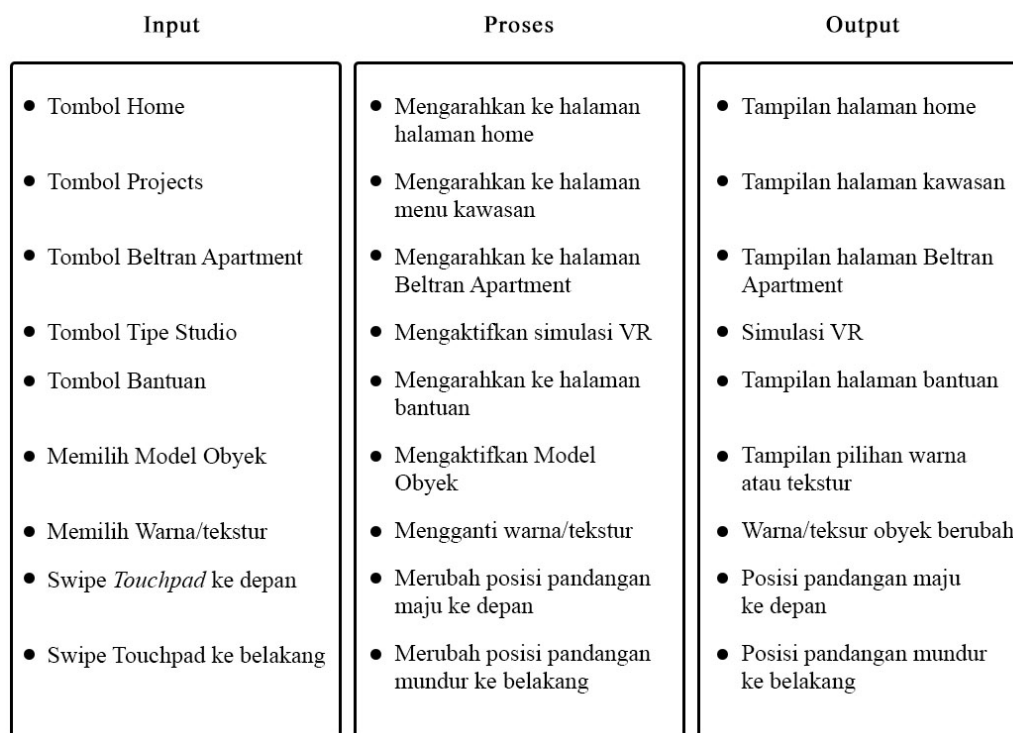 Input
Proses
Output
● Tombol Home
● Tombol Projects
● Tombol Beltran Apartment
● Tombol Tipe Studio
● Tombol Bantuan
● Memilih Model Obyek
● Memilih Warna/tekstur
● Swipe Touchpad ke depan
● Swipe Touchpad ke belakang
● Mengarahkan ke halaman
halaman home
● Mengarahkan ke halaman
menu kawasan
● Mengarahkan ke halaman
Beltran Apartment
● Mengaktifkan simulasi VR
● Mengarahkan ke halaman
bantuan
● Mengaktifkan Model
Obyek
● Mengganti warna/tekstur
● Merubah posisi pandangan
maju ke depan
● Merubah posisi pandangan
mundur ke belakang
● Tampilan halaman home
● Tampilan halaman kawasan
● Tampilan halaman Beltran
Apartment
● Simulasi VR
● Tampilan halaman bantuan
● Tampilan pilihan warna
atau tekstur
● Warna/teksur obyek berubah
● Posisi pandangan maju
ke depan
● Posisi pandangan mundur
ke belakang